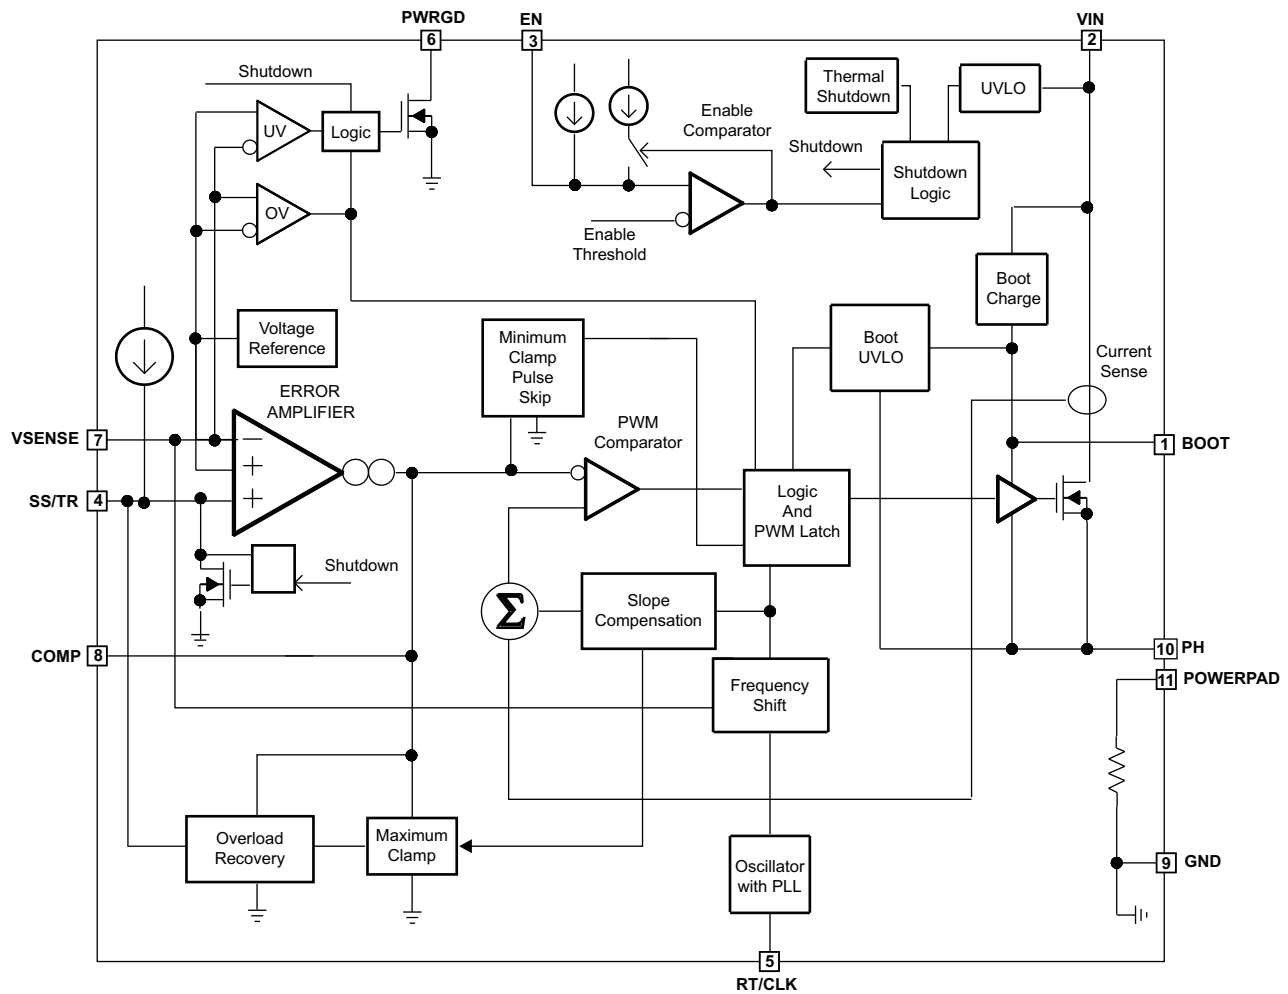 PWRGD
EN
VIN
6
3
2
Shutdown
Thermal
Shutdown
UVLO
Enable
Comparator
UV
Logic
Shutdown
Shutdown
Logic
OV
Enable
Threshold
Boot
Charge
Voltage
Reference
Minimum
Clamp
Pulse
Skip
Boot
UVLO
Current
Sense
ERROR
AMPLIFIER
PWM
Comparator
VSENSE
7
1
BOOT
SS/TR
4
−
+
+
Logic
And
PWM Latch
Shutdown
Σ
Slope
Compensation
COMP
8
10
PH
11
POWERPAD
Frequency
Shift
Overload
Recovery
Maximum
Clamp
Oscillator
with PLL
9
GND
5
RT/CLK